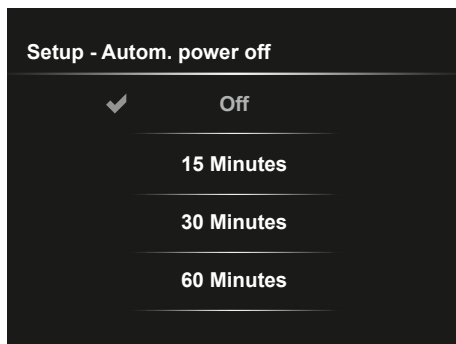 Setup - Autom. power off
Off
15 Minutes
30 Minutes
60 Minutes